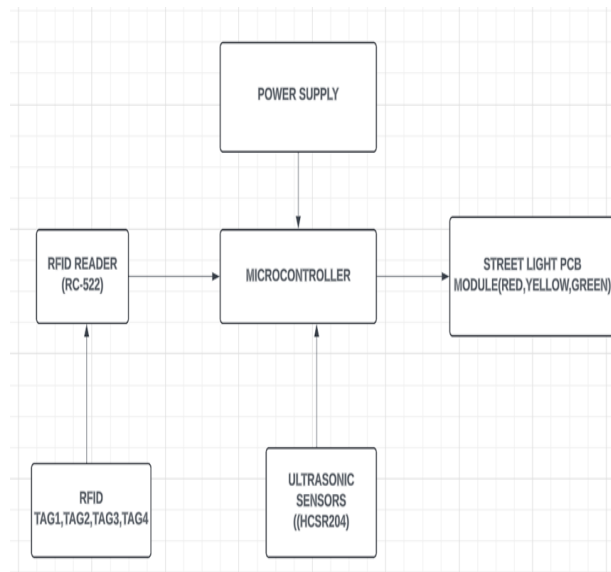 POWER SUPPLY
RFID READER
(RC-522)
MICROCONTROLLER
STREET LIGHT PCB
MODULE(RED,YELLOW,GREEN)
RFID
TAG1,TAG2,TAG3,TAG4
ULTRASONIC
SENSORS
((HCSR204)